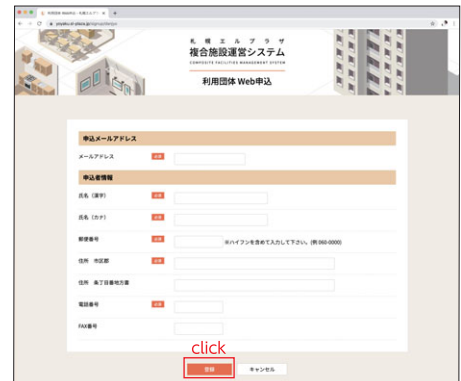 札幌エルプラザ
複合施設運営システム
COMPOSITE FACILITIES MANAGEMENT SYSTEM
利用団体 Web申込
申込メールアドレス
メールアドレス 必須
申込者情報
氏名（漢字） 必須
氏名（カナ） 必須
郵便番号 必須 ※ハイフンを含めて入力して下さい。(例 060-0000)
住所 市区郡 必須
住所 条丁目番地方書
電話番号 必須
FAX番号
click
登録 キャンセル